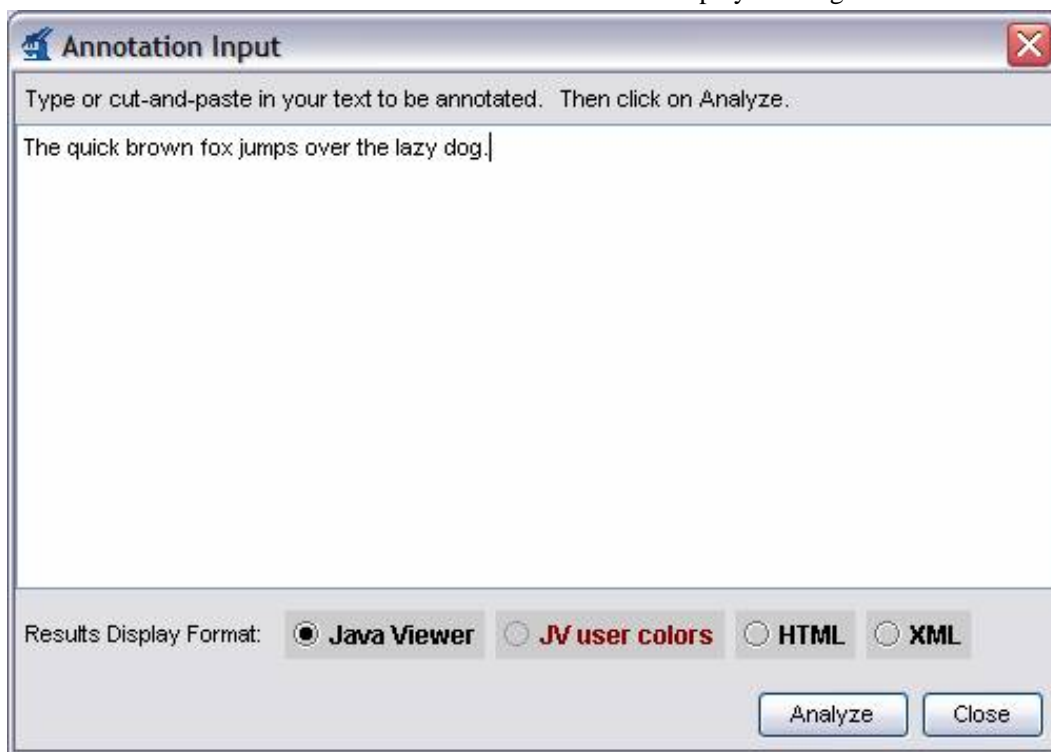 Annotation Input
Type or cut-and-paste in your text to be annotated. Then click on Analyze.
The quick brown fox jumps over the lazy dog.
Results Display Format: Java Viewer JV user colors HTML XML
Analyze Close